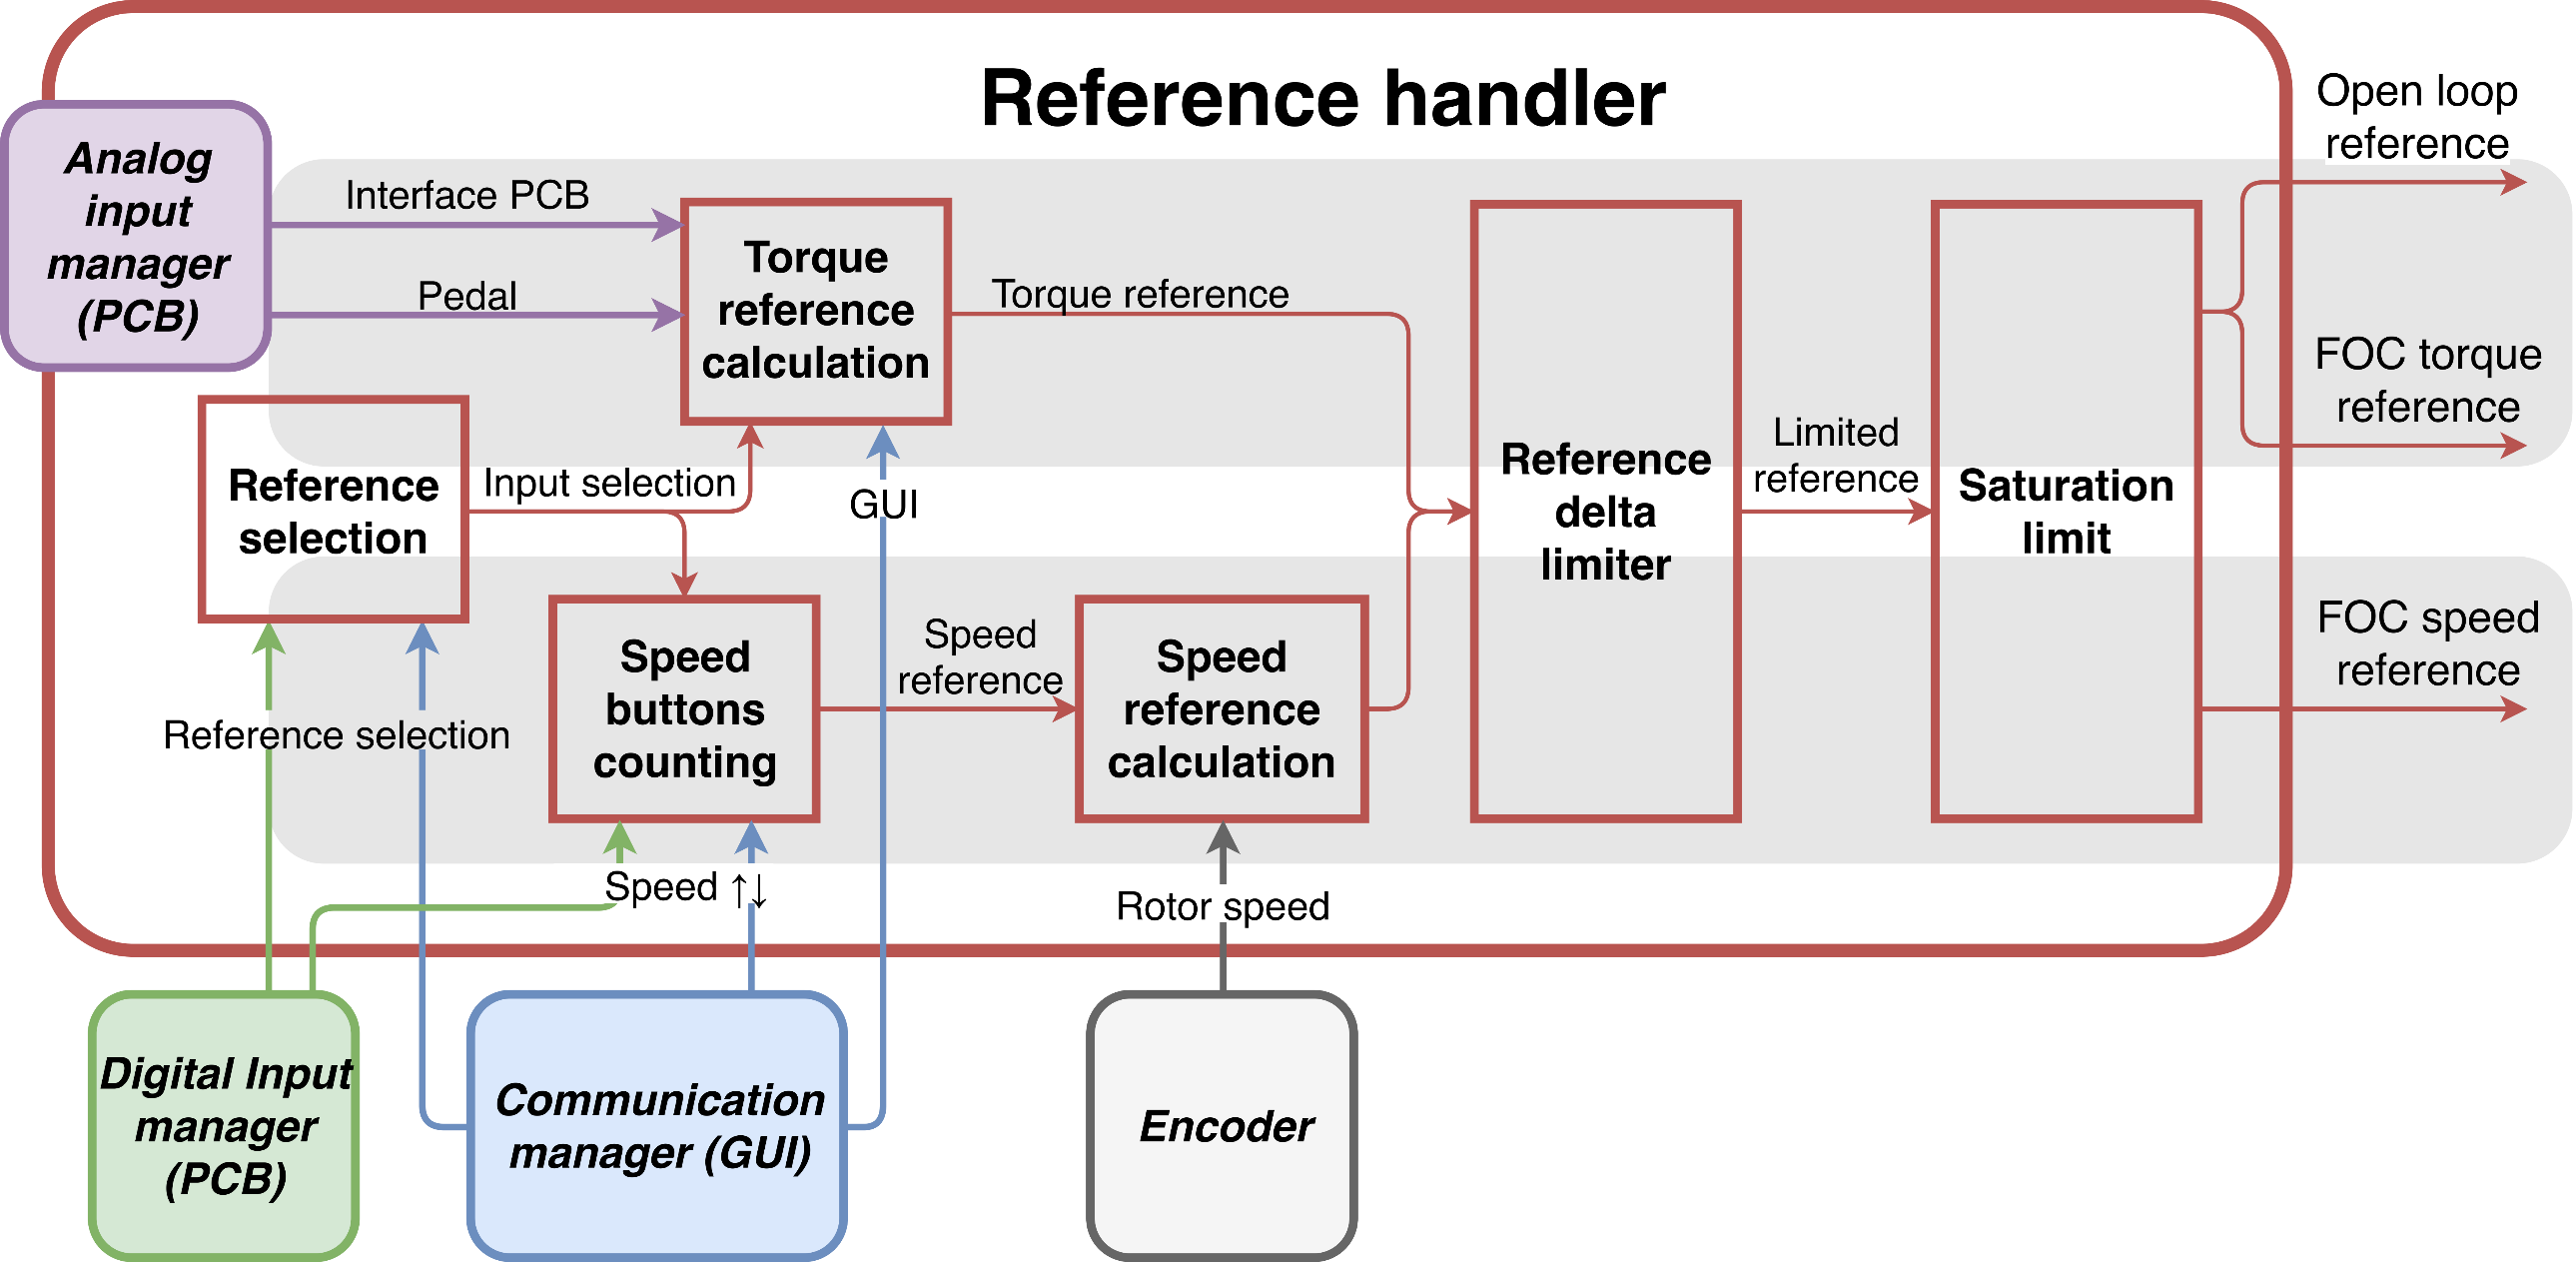 Reference handler
Open loop
reference
Analog
input
manager
(PCB)
Interface PCB
Pedal
Torque
reference
calculation
Torque reference
FOC torque
reference
Reference
selection
Input selection
GUI
Reference
delta
limiter
Limited
reference
Saturation
limit
Speed
buttons
counting
Speed
reference
Speed
reference
calculation
FOC speed
reference
Reference selection
Speed ↑↓
Rotor speed
Digital Input
manager
(PCB)
Communication
manager (GUI)
Encoder